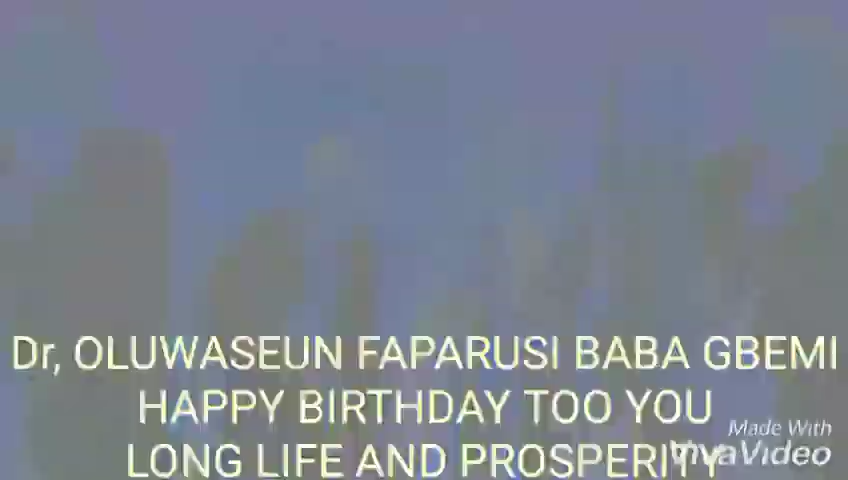 Dr, OLUWASEUN FAPARUSI BABA GBEMI
HAPPY BIRTHDAY TOO YOU
LONG LIFE AND PROSPERITY
Made With
VivaVideo